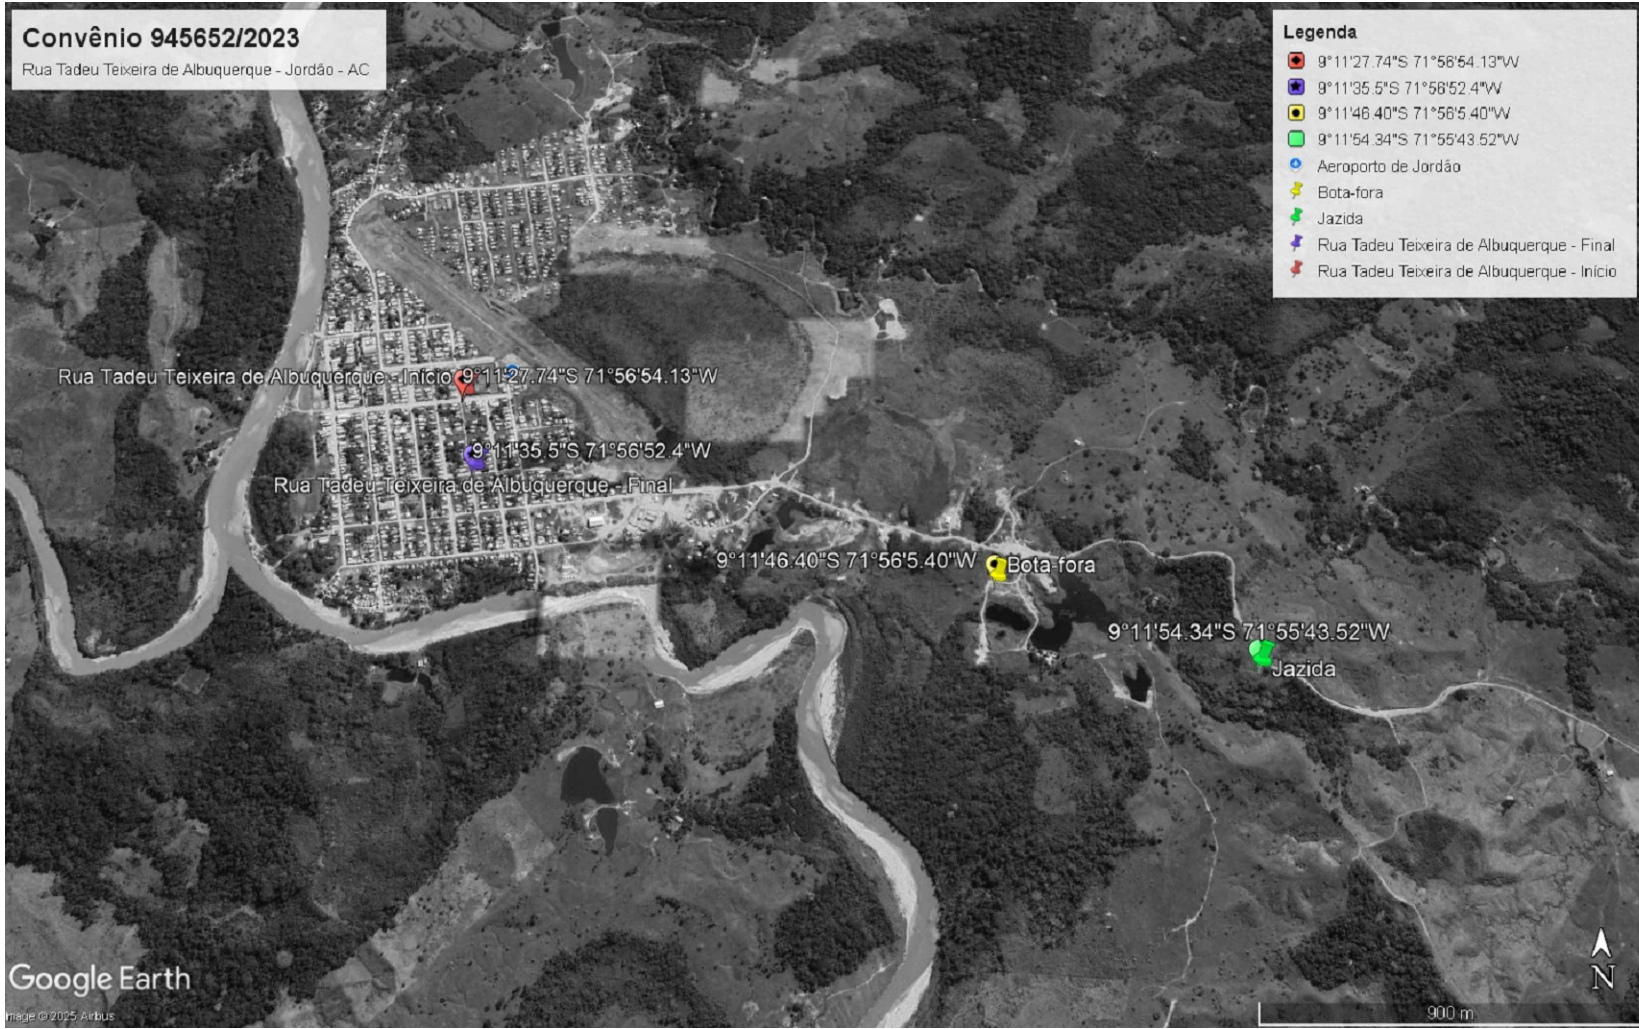 Convênio 945652/2023
Rua Tadeu Teixeira de Albuquerque - Jordão - AC
Legenda
9°11'27.74"S 71°56'54.13"W
9°11'35.5"S 71°56'52.4"W
9°11'46.40"S 71°56'5.40"W
9°11'54.34"S 71°55'43.52"W
Aeroporto de Jordão
Bota-fora
Jazida
Rua Tadeu Teixeira de Albuquerque - Final
Rua Tadeu Teixeira de Albuquerque - Início
Rua Tadeu Teixeira de Albuquerque - Início 9°11'27.74"S 71°56'54.13"W
9°11'35.5"S 71°56'52.4"W
Rua Tadeu Teixeira de Albuquerque - Final
9°11'46.40"S 71°56'5.40"W Bota-fora
9°11'54.34"S 71°55'43.52"W
Jazida
Google Earth
mage © 2025 Airbus
N
900 m